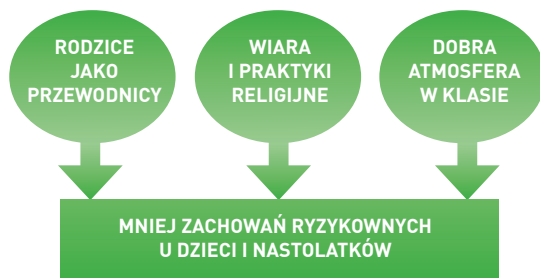 RODZICE
JAKO
PRZEWODNICY
WIARA
I PRAKTYKI
RELIGIJNE
DOBRA
ATMOSFERA
W KLASIE
MNIEJ ZACHOWAŃ RYZYKOWNYCH
U DZIECI I NASTOLATKÓW